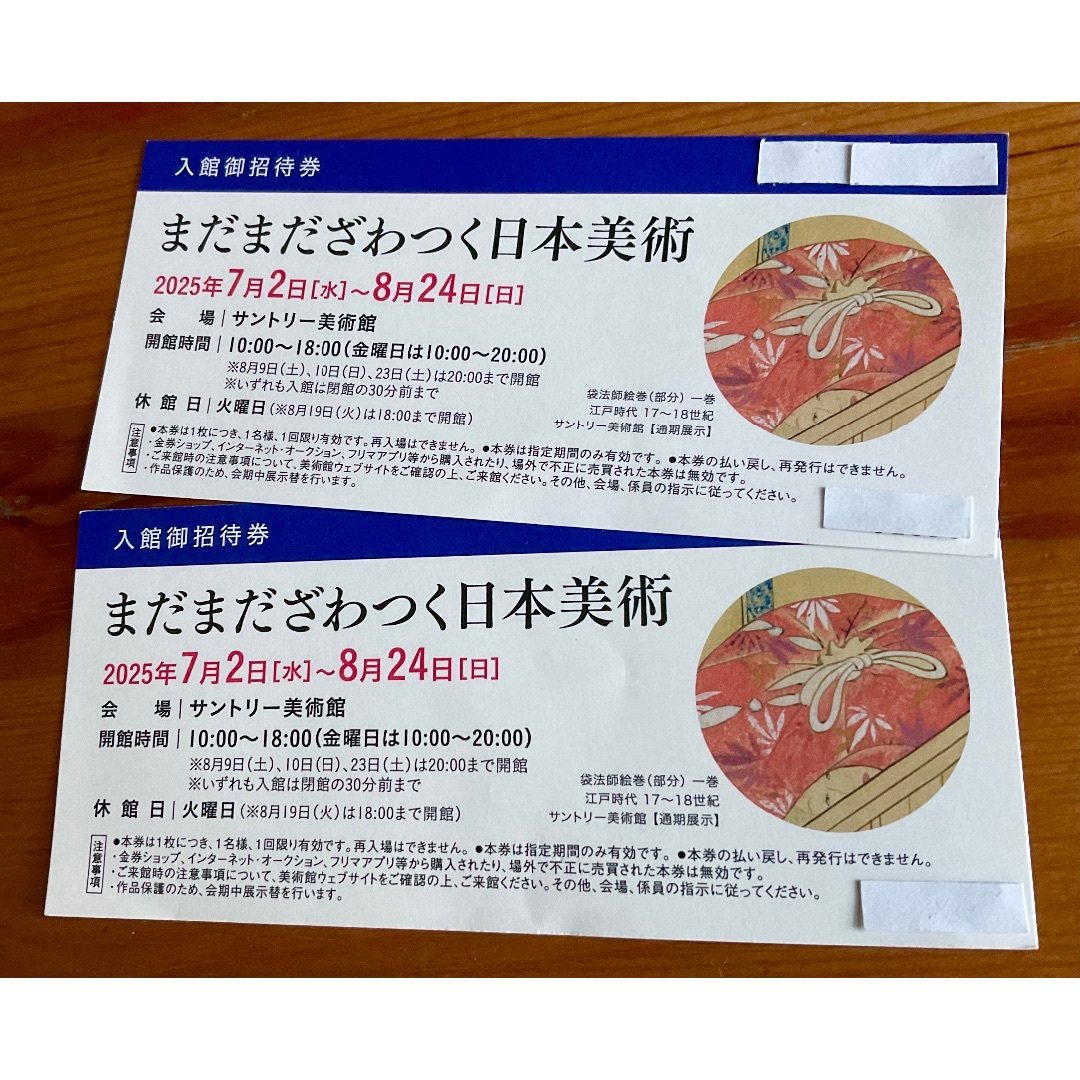 入館御招待券
まだまだざわつく日本美術
2025年7月2日[水]~8月24日[日]
会 場|サントリー美術館
開館時間|10:00~18:00(金曜日は10:00~20:00)
※8月9日(土)、10日(日)、23日(土)は20:00まで開館
※いずれも入館は閉館の30分前まで
休 館 日|火曜日(※8月19日(火)は18:00まで開館)
袋法師絵巻(部分) 一巻
江戸時代 17~18世紀
サントリー美術館【通期展示】
注意事項
●本券は1枚につき、1名様、1回限り有効です。再入場はできません。 ●本券は指定期間のみ有効です。 ●本券の払い戻し、再発行はできません。
・金券ショップ、インターネット・オークション、フリマアプリ等から購入されたり、場外で不正に売買された本券は無効です。
・ご来館時の注意事項について、美術館ウェブサイトをご確認の上、ご来館ください。その他、会場、係員の指示に従ってください。
・作品保護のため、会期中展示替を行います。
入館御招待券
まだまだざわつく日本美術
2025年7月2日[水]~8月24日[日]
会 場|サントリー美術館
開館時間|10:00~18:00(金曜日は10:00~20:00)
※8月9日(土)、10日(日)、23日(土)は20:00まで開館
※いずれも入館は閉館の30分前まで
休 館 日|火曜日(※8月19日(火)は18:00まで開館)
袋法師絵巻(部分) 一巻
江戸時代 17~18世紀
サントリー美術館【通期展示】
注意事項
●本券は1枚につき、1名様、1回限り有効です。再入場はできません。 ●本券は指定期間のみ有効です。 ●本券の払い戻し、再発行はできません。
・金券ショップ、インターネット・オークション、フリマアプリ等から購入されたり、場外で不正に売買された本券は無効です。
・ご来館時の注意事項について、美術館ウェブサイトをご確認の上、ご来館ください。その他、会場、係員の指示に従ってください。
・作品保護のため、会期中展示替を行います。